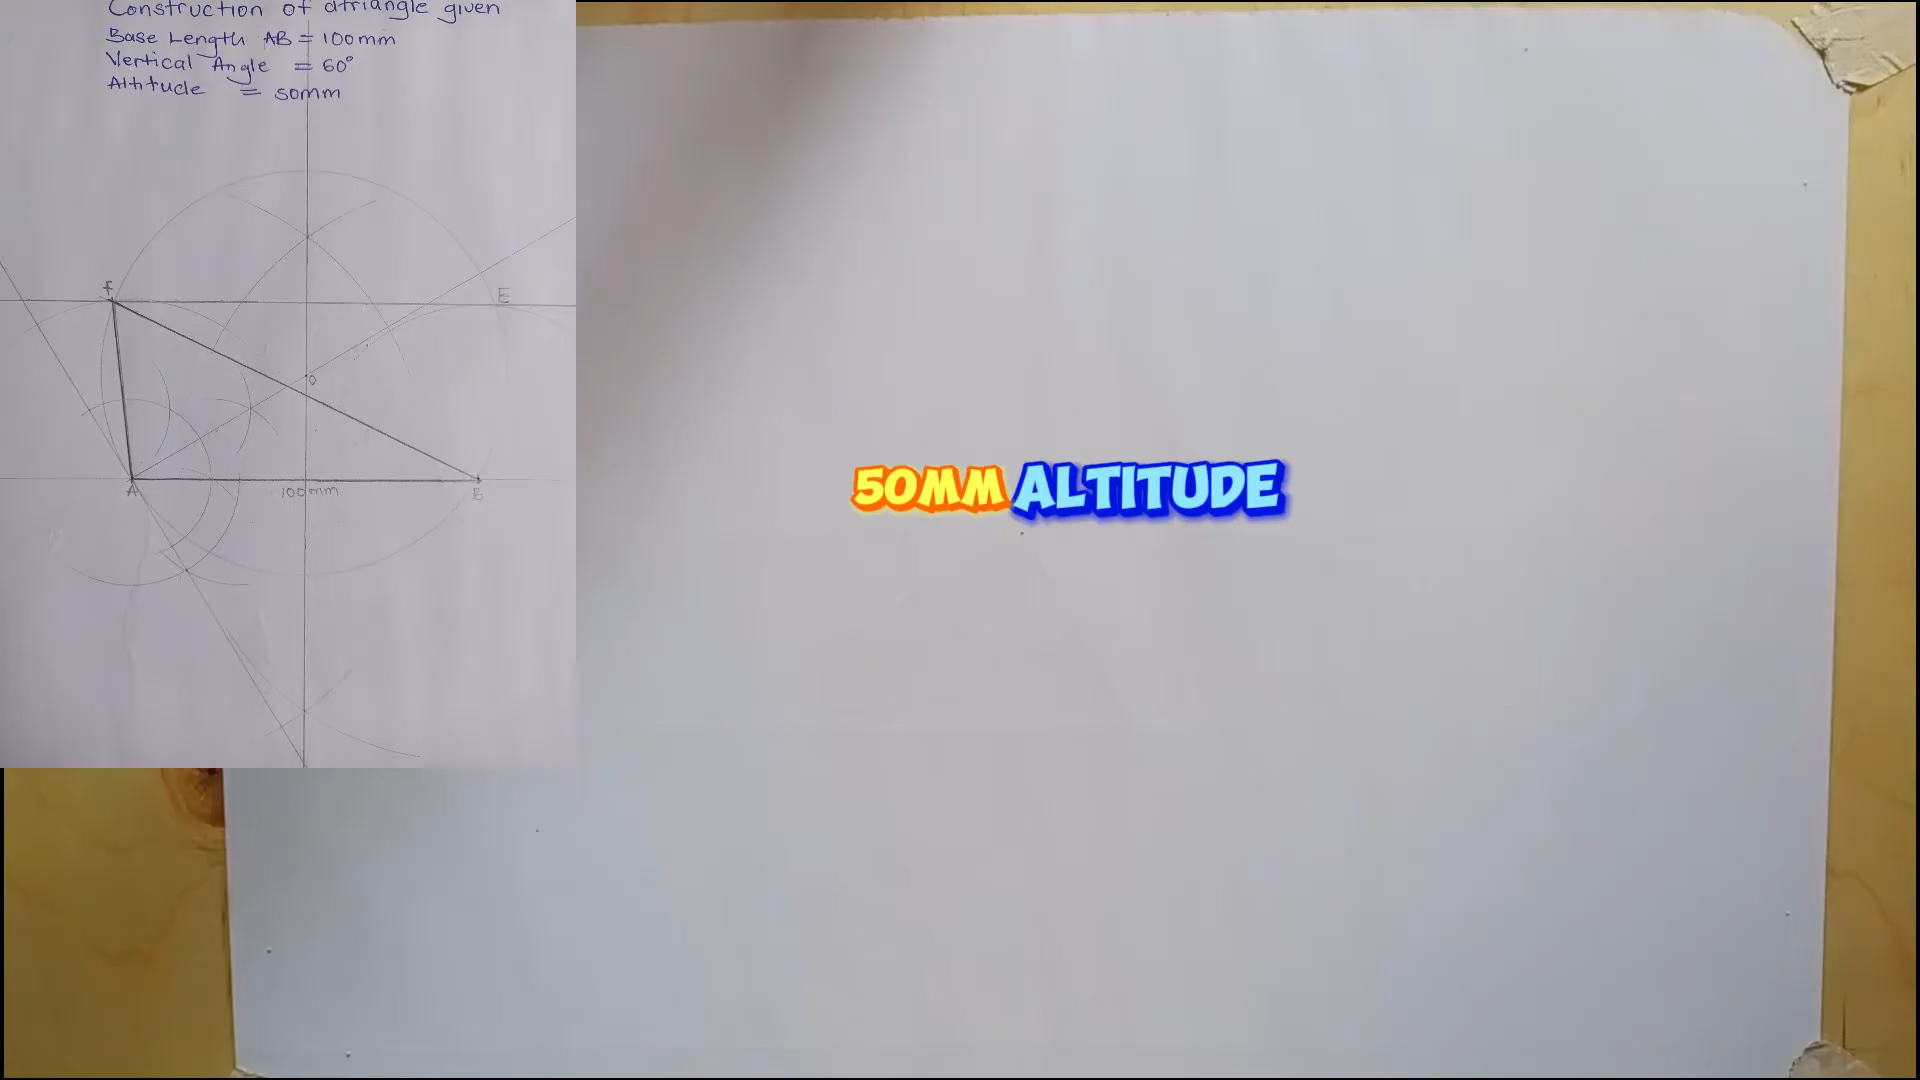 Construction of atriangle given
Base Length AB = 100mm
Vertical Angle = 60°
Altitude = 50mm
F
E
O
A
100mm
B
50MM ALTITUDE